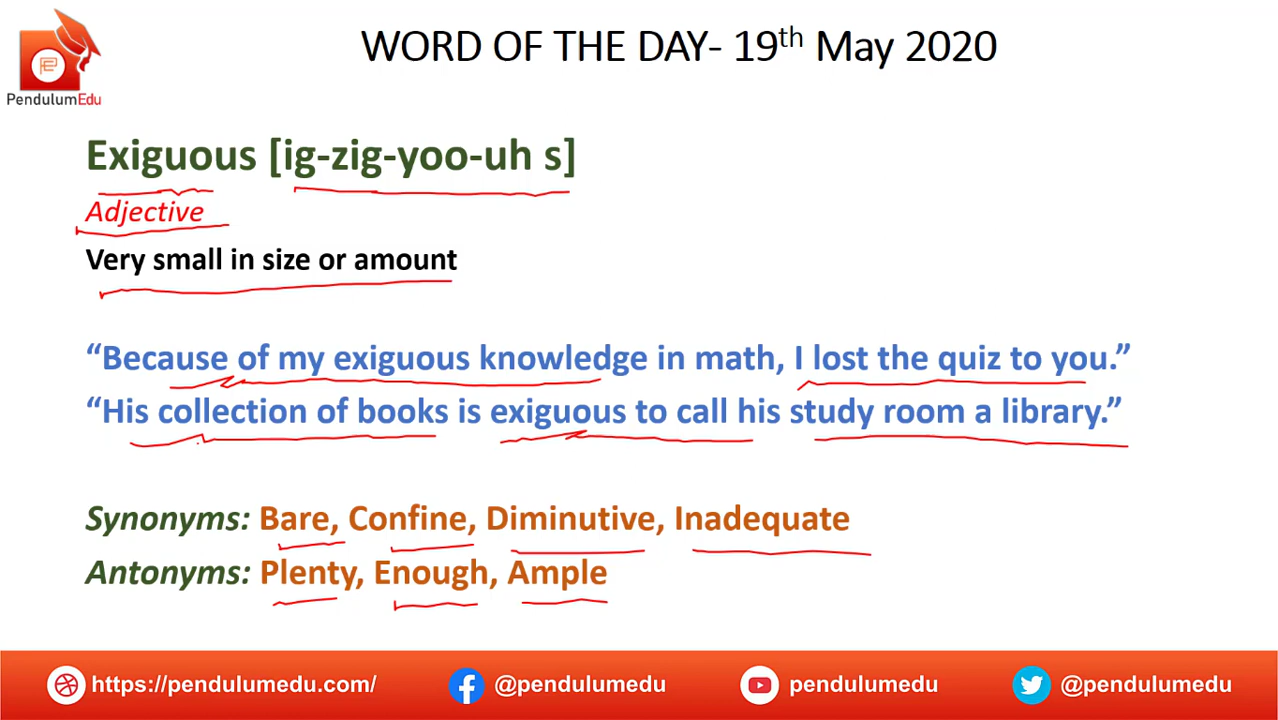 PendulumEdu
WORD OF THE DAY- 19th May 2020
Exiguous [ig-zig-yoo-uh s]
Adjective
Very small in size or amount
“Because of my exiguous knowledge in math, I lost the quiz to you.”
“His collection of books is exiguous to call his study room a library.”
Synonyms: Bare, Confine, Diminutive, Inadequate
Antonyms: Plenty, Enough, Ample
https://pendulumedu.com/ @pendulumedu pendulumedu @pendulumedu